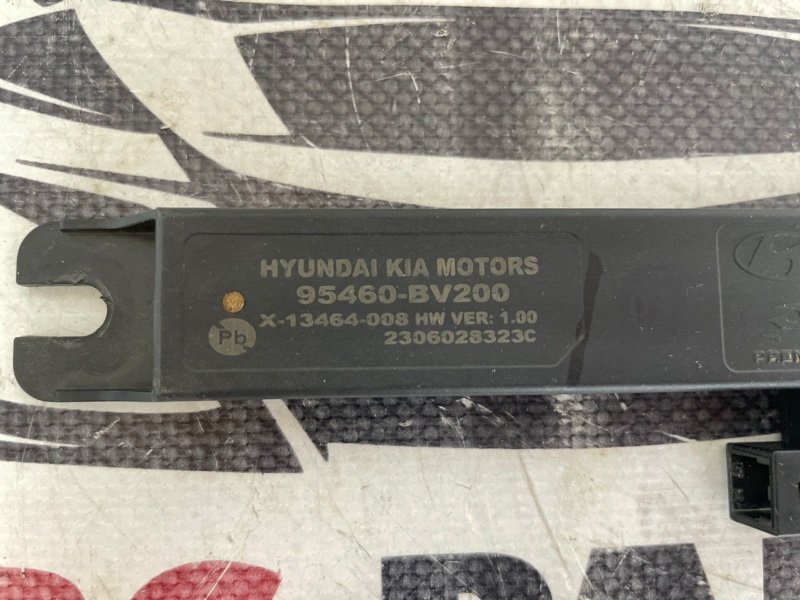 HYUNDAI KIA MOTORS
95460-BV200
X-13464-008 HW VER: 1.00
Pb
2306028323C